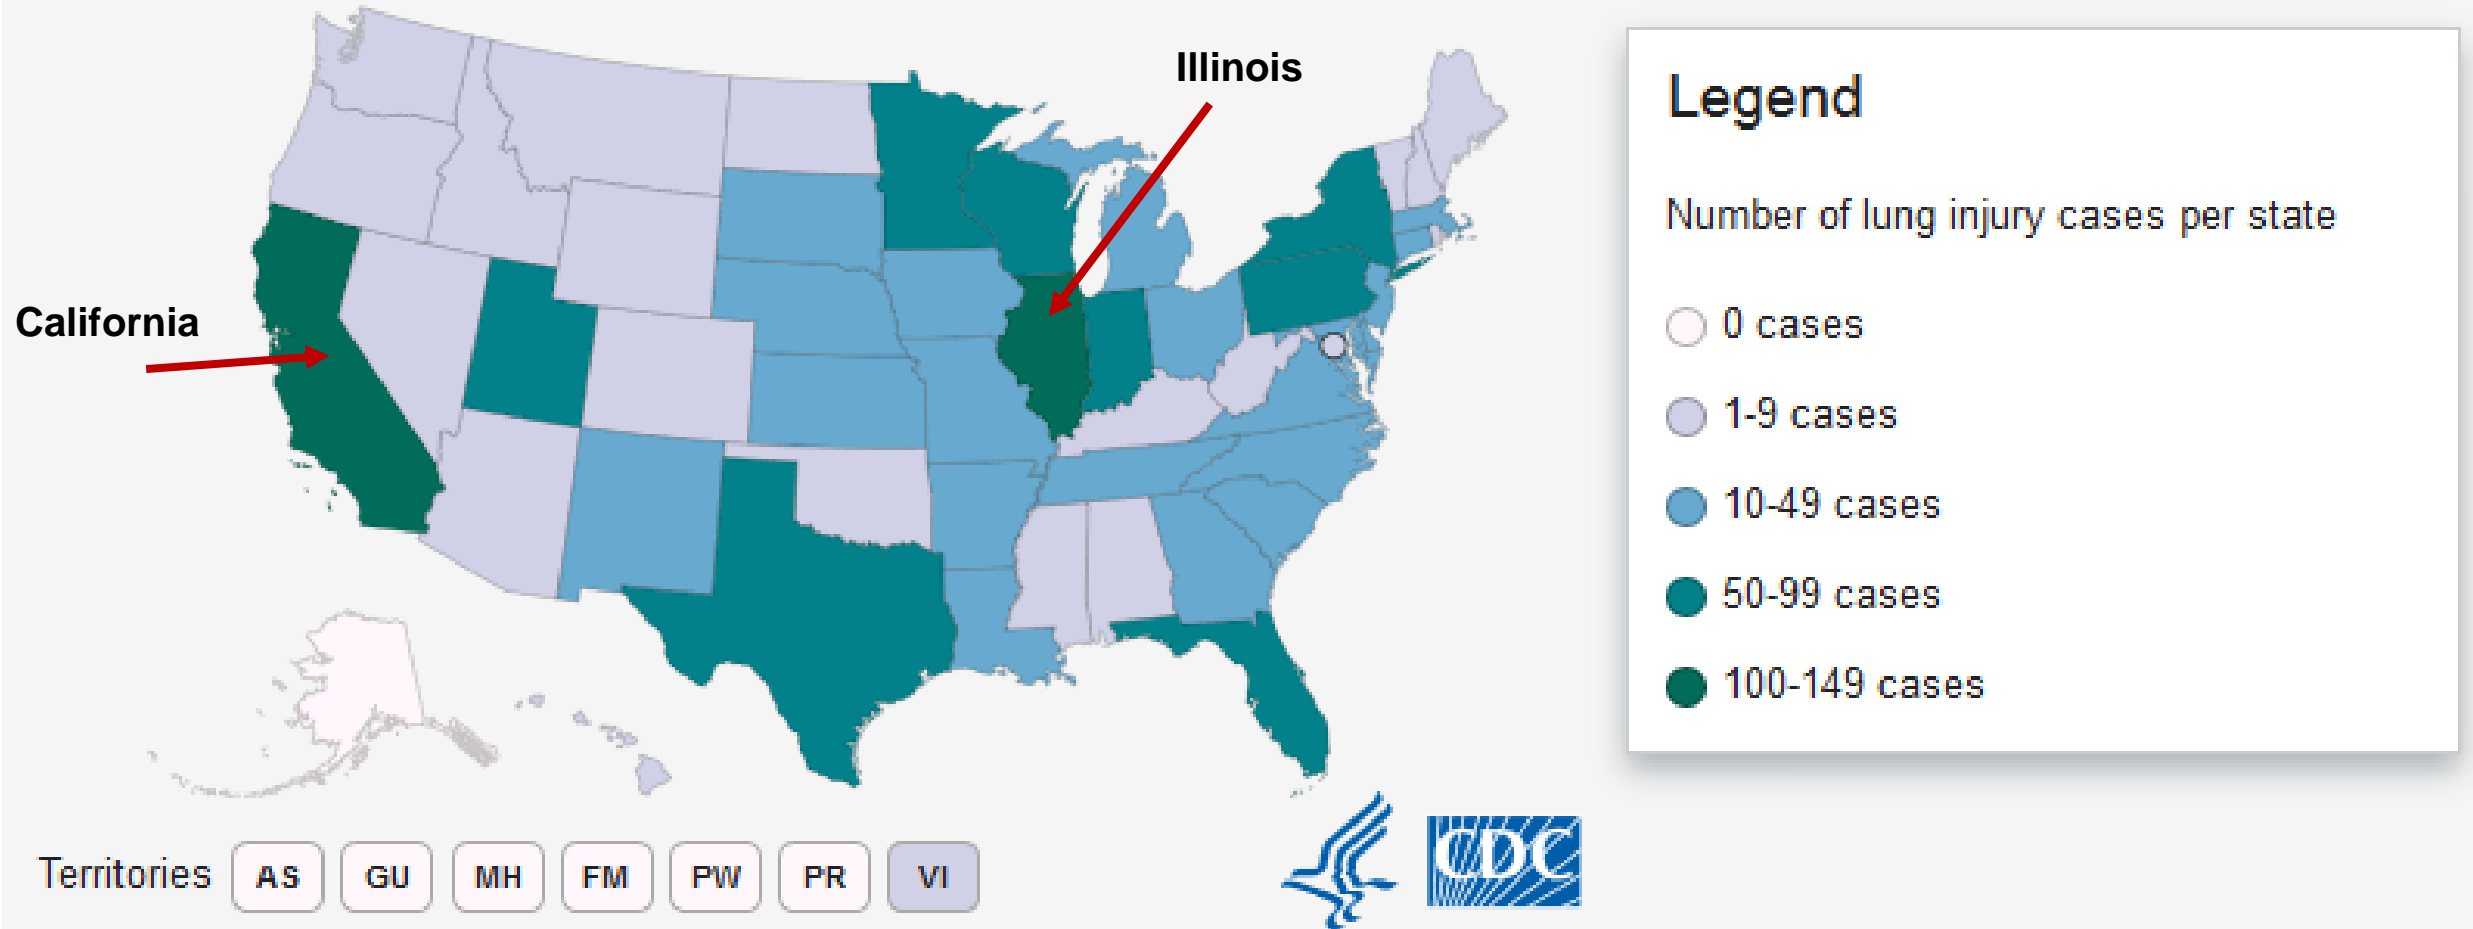 Illinois
California
Legend
Number of lung injury cases per state
0 cases
1-9 cases
10-49 cases
50-99 cases
100-149 cases
Territories AS GU MH FM PW PR VI
CDC